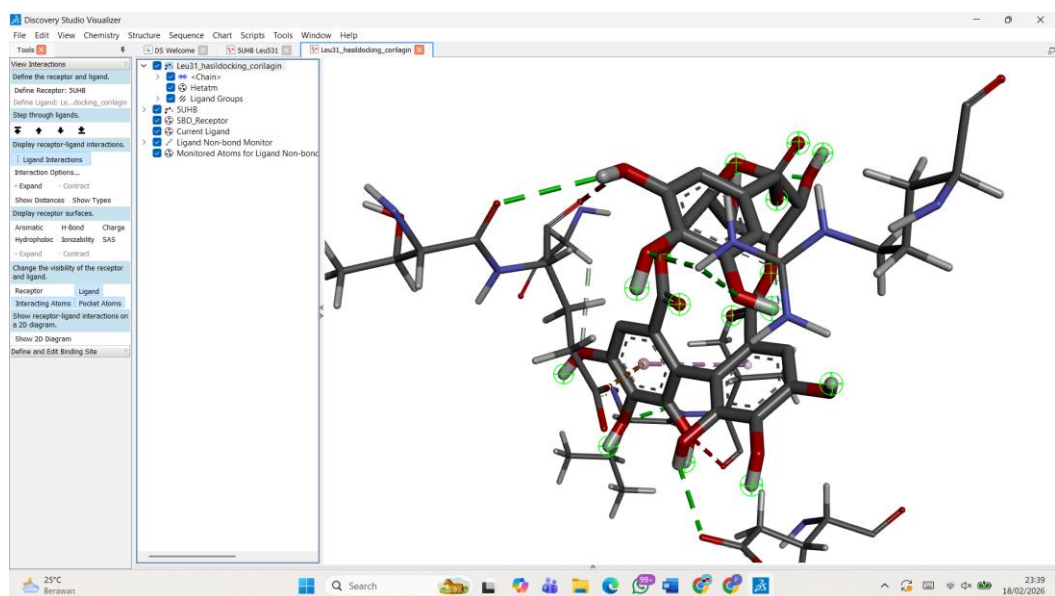 Discovery Studio Visualizer
File Edit View Chemistry Structure Sequence Chart Scripts Tools Window Help
Tools
DS Welcome
5UHB Leu531
Leu31_hasildocking_corilagin
View Interactions
Define the receptor and ligand.
Define Receptor: 5UHB
Define Ligand: Le...docking_corilagin
Step through ligands.
Display receptor-ligand interactions.
Ligand Interactions
Interaction Options...
+ Expand - Contract
Show Distances Show Types
Display receptor surfaces.
Aromatic H-Bond Charge
Hydrophobic Ionizability SAS
+ Expand - Contract
Change the visibility of the receptor and ligand.
Receptor Ligand
Interacting Atoms Pocket Atoms
Show receptor-ligand interactions on a 2D diagram.
Show 2D Diagram
Define and Edit Binding Site
Leu31_hasildocking_corilagin
<Chain>
Hetatm
Ligand Groups
5UHB
SBD_Receptor
Current Ligand
Ligand Non-bond Monitor
Monitored Atoms for Ligand Non-bond
25°C
Berawan
Search
99+
23:39
18/02/2026